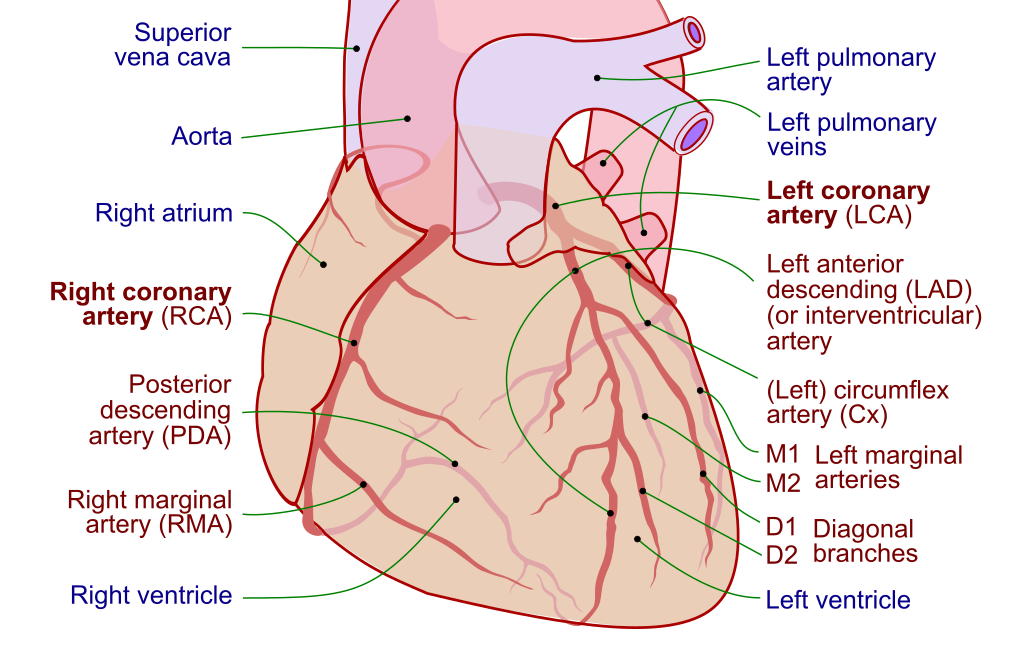 Superior
vena cava
Aorta
Right atrium
Right coronary
artery (RCA)
Posterior
descending
artery (PDA)
Right marginal
artery (RMA)
Right ventricle
Left pulmonary
artery
Left pulmonary
veins
Left coronary
artery (LCA)
Left anterior
descending (LAD)
(or interventricular)
artery
(Left) circumflex
artery (Cx)
M1 Left marginal
M2 arteries
D1 Diagonal
D2 branches
Left ventricle